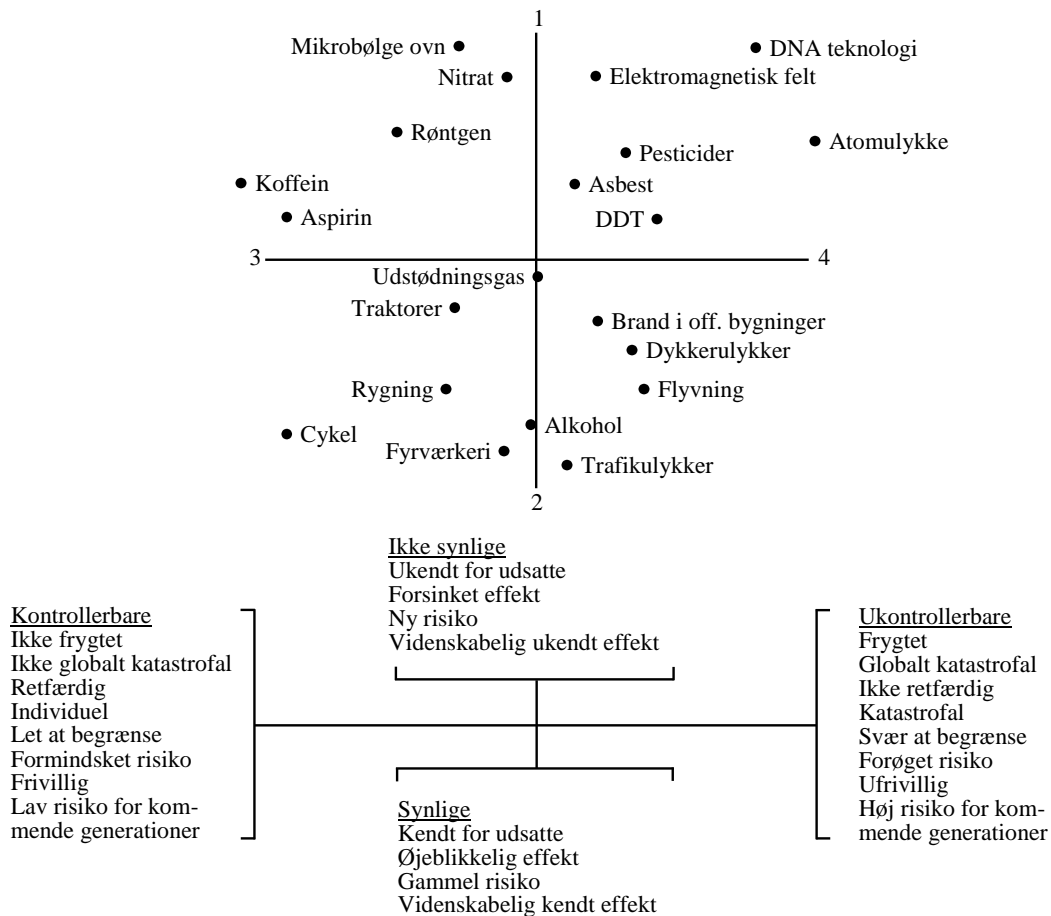 1
Mikrobølge ovn
DNA teknologi
Nitrat
Elektromagnetisk felt
Røntgen
Atomulykke
Pesticider
Koffein
Asbest
Aspirin
DDT
3
4
Udstødningsgas
Traktorer
Brand i off. bygninger
Dykkerulykker
Rygning
Flyvning
Cykel
Alkohol
Fyrværkeri
Trafikulykker
2
Ikke synlige
Ukendt for udsatte
Forsinket effekt
Ny risiko
Videnskabelig ukendt effekt
Kontrollerbare
Ikke frygtet
Ikke globalt katastrofal
Retfærdig
Individuel
Let at begrænse
Formindsket risiko
Frivillig
Lav risiko for kom-
mende generationer
Ukontrollerbare
Frygtet
Globalt katastrofal
Ikke retfærdig
Katastrofal
Svær at begrænse
Forøget risiko
Ufrivillig
Høj risiko for kom-
mende generationer
Synlige
Kendt for udsatte
Øjeblikkelig effekt
Gammel risiko
Videnskabelig kendt effekt